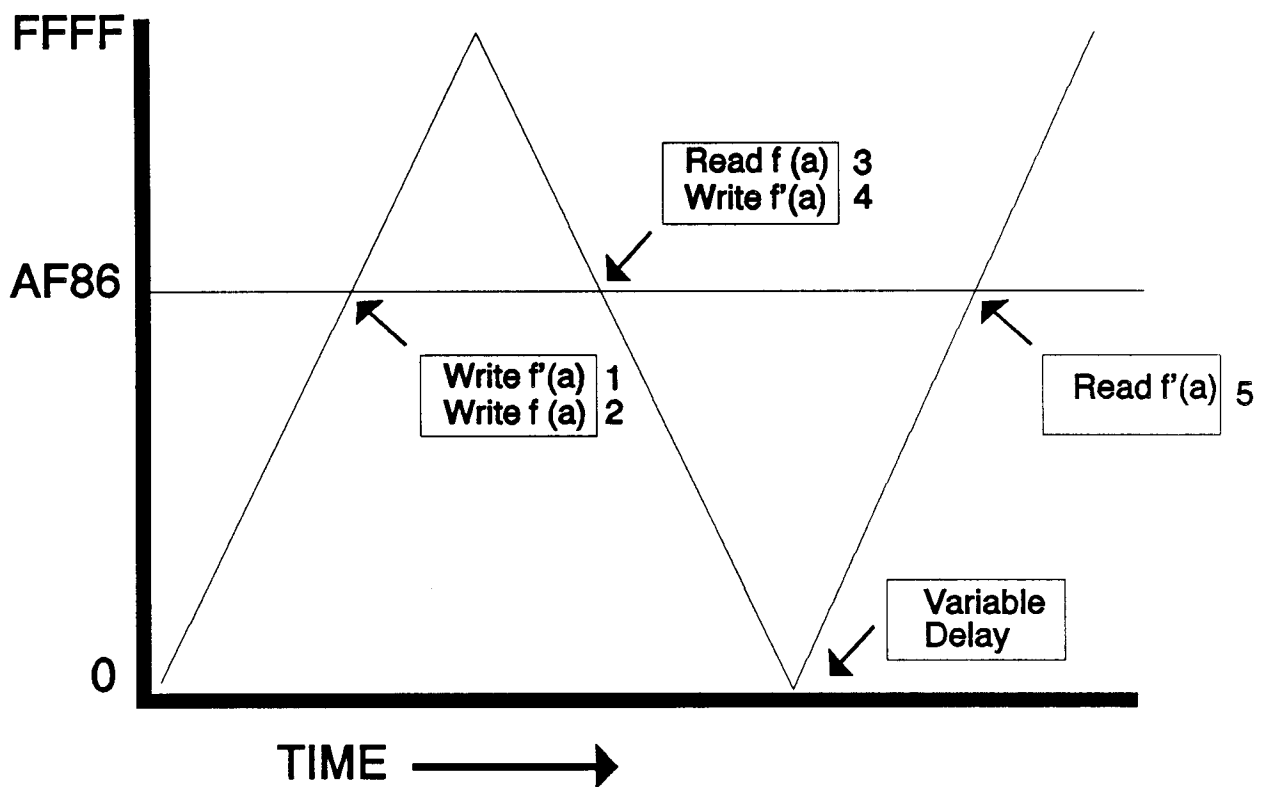 FFFF
Read f (a) 3
Write f'(a) 4
AF86
Write f'(a) 1
Write f (a) 2
Read f'(a) 5
Variable
Delay
0
TIME